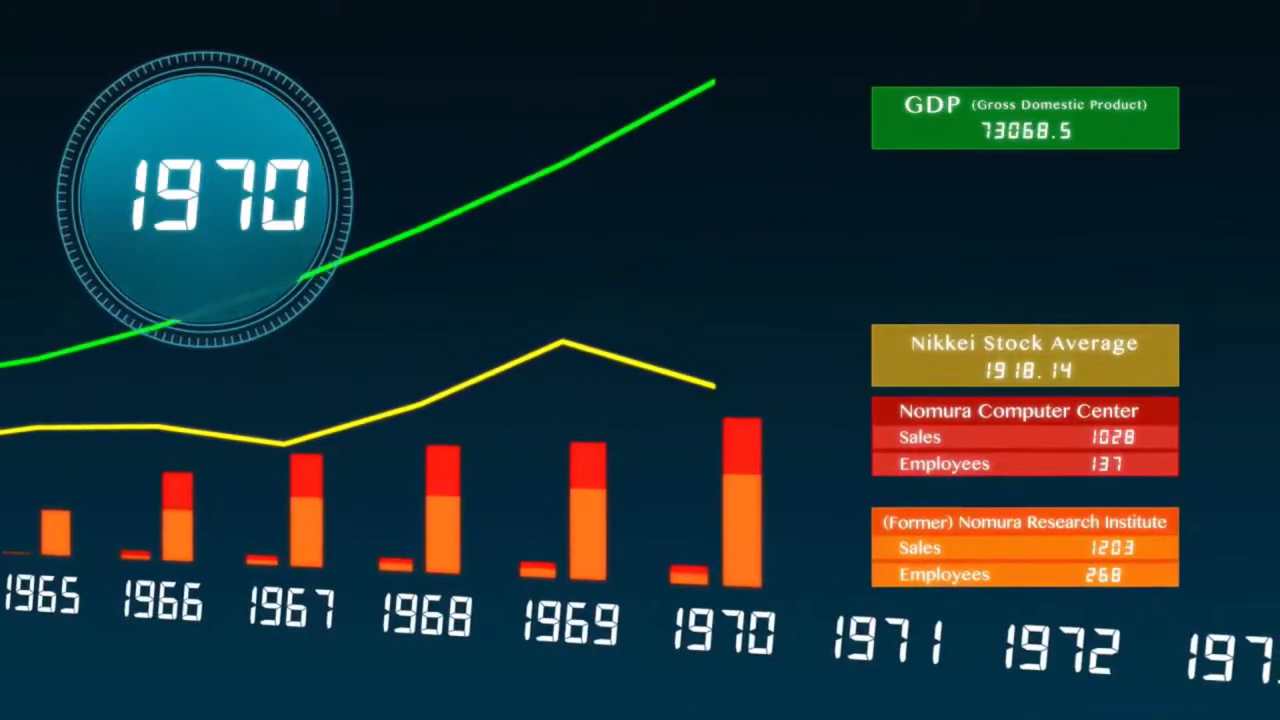 1970
GDP (Gross Domestic Product)
73068.5
Nikkei Stock Average
1918.14
Nomura Computer Center
Sales 1028
Employees 137
(Former) Nomura Research Institute
Sales 1203
Employees 268
1965 1966 1967 1968 1969 1970 1971 1972 197